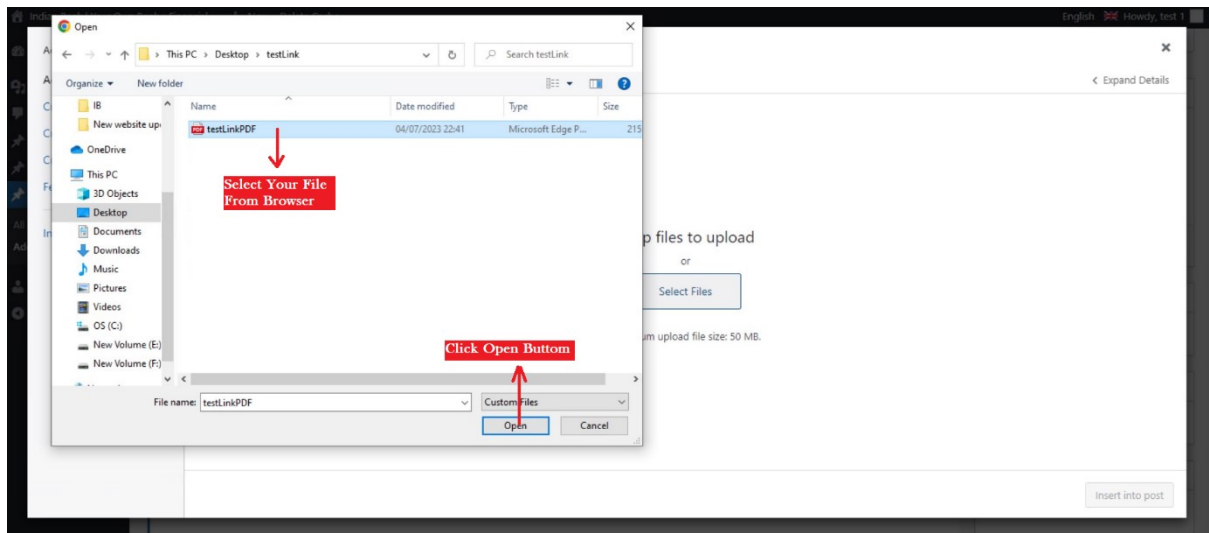 English Howdy, test 1
Open
This PC > Desktop > testLink
Search testLink
Organize New folder
Expand Details
Name Date modified Type Size
IB
New website up
testLinkPDF 04/07/2023 22:41 Microsoft Edge P... 215
OneDrive
This PC
3D Objects
Desktop
Documents
Downloads
Music
Pictures
Videos
OS (C:)
New Volume (E:)
New Volume (F:)
Select Your File
From Browser
Click Open Buttom
File name: testLinkPDF Custom Files
Open Cancel
p files to upload
or
Select Files
um upload file size: 50 MB.
Insert into post